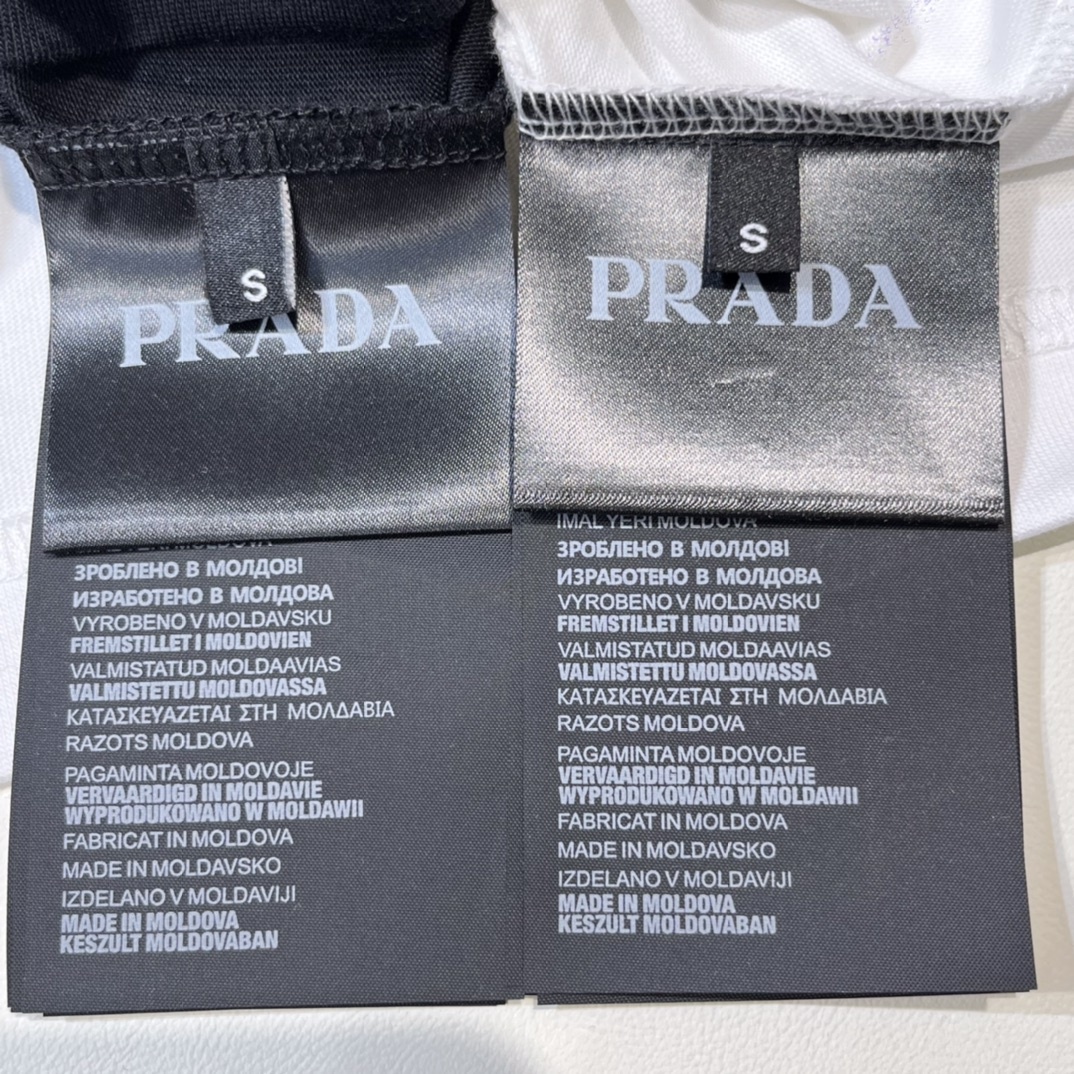 S
PRADA
ЗРОБЛЕНО В МОЛДОВІ
ИЗРАБОТЕНО В МОЛДОВА
VYROBENO V MOLDAVSKU
FREMSTILLET I MOLDOVIEN
VALMISTATUD MOLDAAVIAS
VALMISTETTU MOLDOVASSA
ΚΑΤΑΣΚΕΥΑΖΕΤΑΙ ΣΤΗ ΜΟΛΔΑΒΙΑ
RAZOTS MOLDOVA
PAGAMINTA MOLDOVOJE
VERVAARDIGD IN MOLDAVIE
WYPRODUKOWANO W MOLDAWII
FABRICAT IN MOLDOVA
MADE IN MOLDAVSKO
IZDELANO V MOLDAVIJI
MADE IN MOLDOVA
KESZULT MOLDOVABAN
S
PRADA
IMAL YERI MOLDOVA
ЗРОБЛЕНО В МОЛДОВІ
ИЗРАБОТЕНО В МОЛДОВА
VYROBENO V MOLDAVSKU
FREMSTILLET I MOLDOVIEN
VALMISTATUD MOLDAAVIAS
VALMISTETTU MOLDOVASSA
ΚΑΤΑΣΚΕΥΑΖΕΤΑΙ ΣΤΗ ΜΟΛΔΑΒΙΑ
RAZOTS MOLDOVA
PAGAMINTA MOLDOVOJE
VERVAARDIGD IN MOLDAVIE
WYPRODUKOWANO W MOLDAWII
FABRICAT IN MOLDOVA
MADE IN MOLDAVSKO
IZDELANO V MOLDAVIJI
MADE IN MOLDOVA
KESZULT MOLDOVABAN